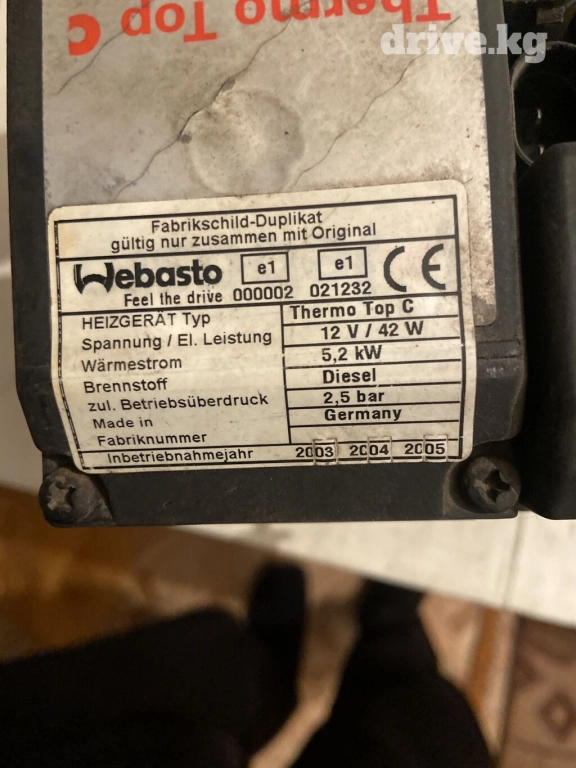 Thermo Top C
drive.kg
Fabrikschild-Duplikat
gültig nur zusammen mit Original
Webasto e1 e1 CE
Feel the drive 000002 021232
HEIZGERÄT Typ Thermo Top C
Spannung / El. Leistung 12 V / 42 W
Wärmestrom 5,2 kW
Brennstoff Diesel
zul. Betriebsüberdruck 2,5 bar
Made in Germany
Fabriknummer
Inbetriebnahmejahr 2003 2004 2005